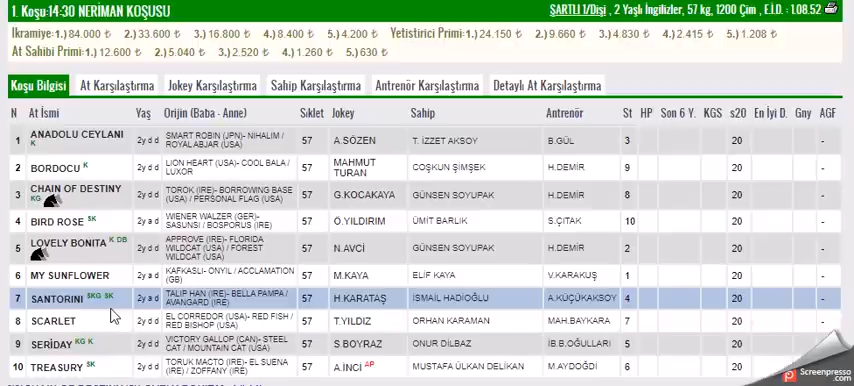 1. Koşu:14:30 NERİMAN KOŞUSU
ŞARTLI 1/Dişi , 2 Yaşlı İngilizler, 57 kg, 1200 Çim , E.İ.D. : 1.08.52
İkramiye: 1.) 84.000 ₺ 2.) 33.600 ₺ 3.) 16.800 ₺ 4.) 8.400 ₺ 5.) 4.200 ₺ Yetistirici Primi: 1.) 24.150 ₺ 2.) 9.660 ₺ 3.) 4.830 ₺ 4.) 2.415 ₺ 5.) 1.208 ₺
At Sahibi Primi: 1.) 12.600 ₺ 2.) 5.040 ₺ 3.) 2.520 ₺ 4.) 1.260 ₺ 5.) 630 ₺
Koşu Bilgisi At Karşılaştırma Jokey Karşılaştırma Sahip Karşılaştırma Antrenör Karşılaştırma Detaylı At Karşılaştırma
N At İsmi Yaş Orijin (Baba - Anne) Sıklet Jokey Sahip Antrenör St HP Son 6 Y. KGS s20 En İyi D. Gny AGF
1 ANADOLU CEYLANI K 2y d d SMART ROBIN (JPN)- NIHALIM / ROYAL ABJAR (USA) 57 A.SÖZEN T. İZZET AKSOY B.GÜL 3 20 -
2 BORDOCU K 2y d d LION HEART (USA)- COOL BALA / LUXOR 57 MAHMUT TURAN COŞKUN ŞİMŞEK H.DEMİR 9 20 -
3 CHAIN OF DESTINY KG 2y d d TOROK (IRE)- BORROWING BASE (USA) / PERSONAL FLAG (USA) 57 G.KOCAKAYA GÜNSEN SOYUPAK H.DEMİR 8 20 -
4 BIRD ROSE SK 2y a d WIENER WALZER (GER)- SASUNSI / BOSPORUS (IRE) 57 Ö.YILDIRIM ÜMİT BARLIK S.ÇITAK 10 20 -
5 LOVELY BONITA K DB 2y d d APPROVE (IRE)- FLORIDA WILDCAT (USA) / FOREST WILDCAT (USA) 57 N.AVCİ GÜNSEN SOYUPAK H.DEMİR 2 20 -
6 MY SUNFLOWER 2y a d KAFKASLI- ONYIL / ACCLAMATION (GB) 57 M.KAYA ELİF KAYA V.KARAKUŞ 1 20 -
7 SANTORINI SKG SK 2y a d TALIP HAN (IRE)- BELLA PAMPA / AVANGARD (IRE) 57 H.KARATAŞ İSMAİL HADİOĞLU A.KÜÇÜKAKSOY 4 20 -
8 SCARLET 2y a d EL CORREDOR (USA)- RED FISH / RED BISHOP (USA) 57 T.YILDIZ ORHAN KARAMAN MAH.BAYKARA 7 20 -
9 SERİDAY KG K 2y d d VICTORY GALLOP (CAN)- STEEL CAT / MOUNTAIN CAT (USA) 57 S.BOYRAZ ONUR DİLBAZ İB.B.OĞULLARI 5 20 -
10 TREASURY SK 2y d d TORUK MACTO (IRE)- EL SUENA (IRE) / ZOFFANY (IRE) 57 A.İNCİ AP MUSTAFA ÜLKAN DELİKAN M.AYDOĞDİ 6 20 -
Screenpresso.com